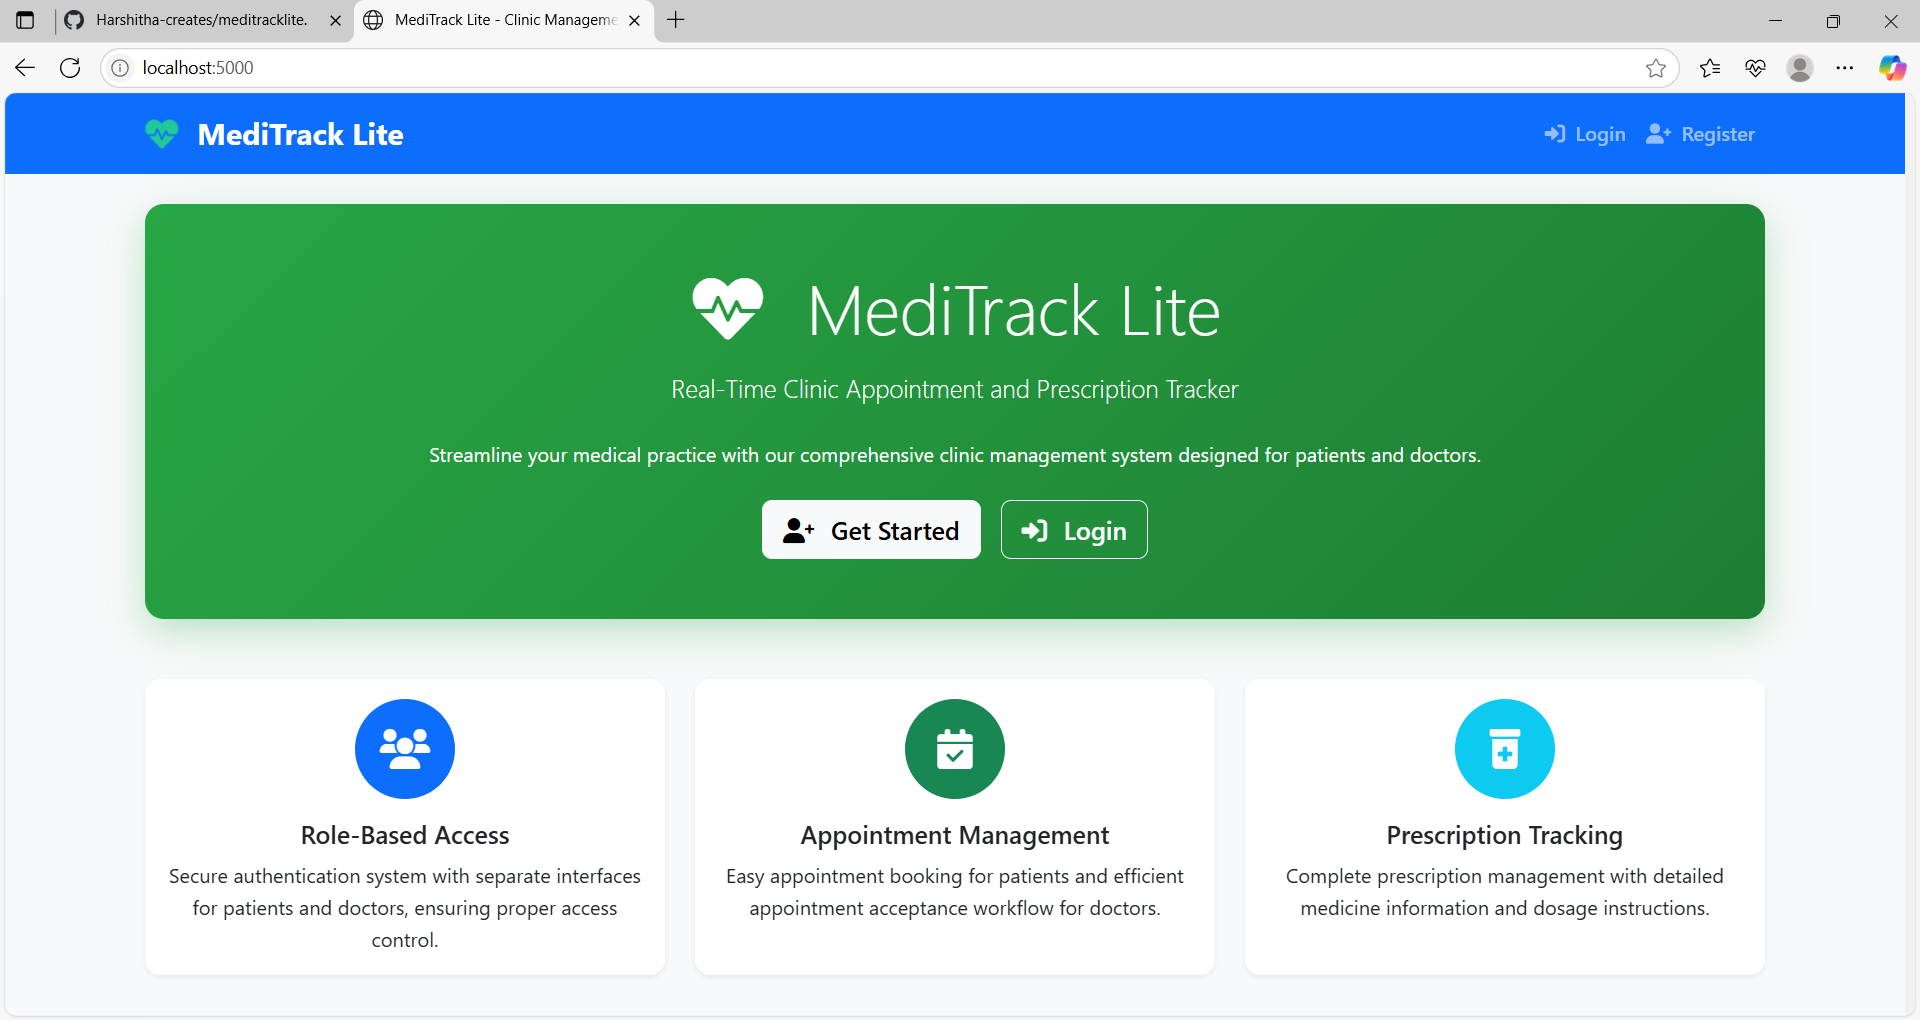 Harshitha-creates/meditracklite.
MediTrack Lite - Clinic Manageme
localhost:5000
MediTrack Lite
Login
Register
MediTrack Lite
Real-Time Clinic Appointment and Prescription Tracker
Streamline your medical practice with our comprehensive clinic management system designed for patients and doctors.
Get Started
Login
Role-Based Access
Secure authentication system with separate interfaces
for patients and doctors, ensuring proper access
control.
Appointment Management
Easy appointment booking for patients and efficient
appointment acceptance workflow for doctors.
Prescription Tracking
Complete prescription management with detailed
medicine information and dosage instructions.